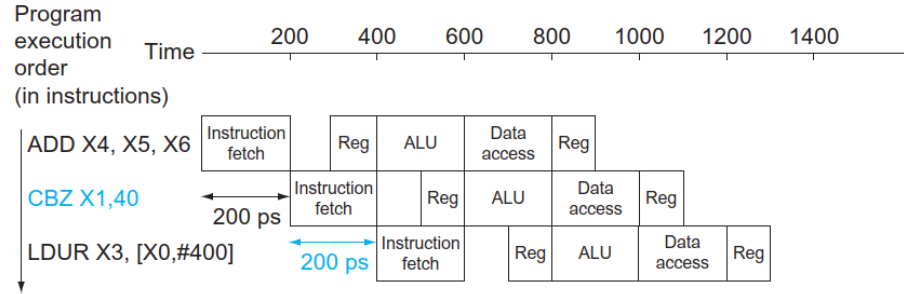 Program
execution
order
(in instructions)
Time
200 400 600 800 1000 1200 1400
ADD X4, X5, X6
Instruction
fetch
Reg
ALU
Data
access
Reg
CBZ X1,40
200 ps
Instruction
fetch
Reg
ALU
Data
access
Reg
LDUR X3, [X0,#400]
200 ps
Instruction
fetch
Reg
ALU
Data
access
Reg